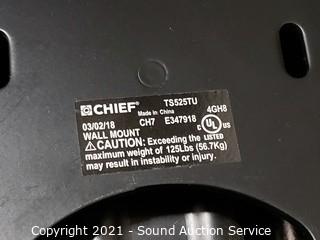 CHIEF® TS525TU
Made in China 4GH8
03/02/18 CH7 E347918
WALL MOUNT C UL US LISTED
⚠ CAUTION: Exceeding the
maximum weight of 125Lbs (56.7Kg)
may result in instability or injury.
Copyright 2021 - Sound Auction Service